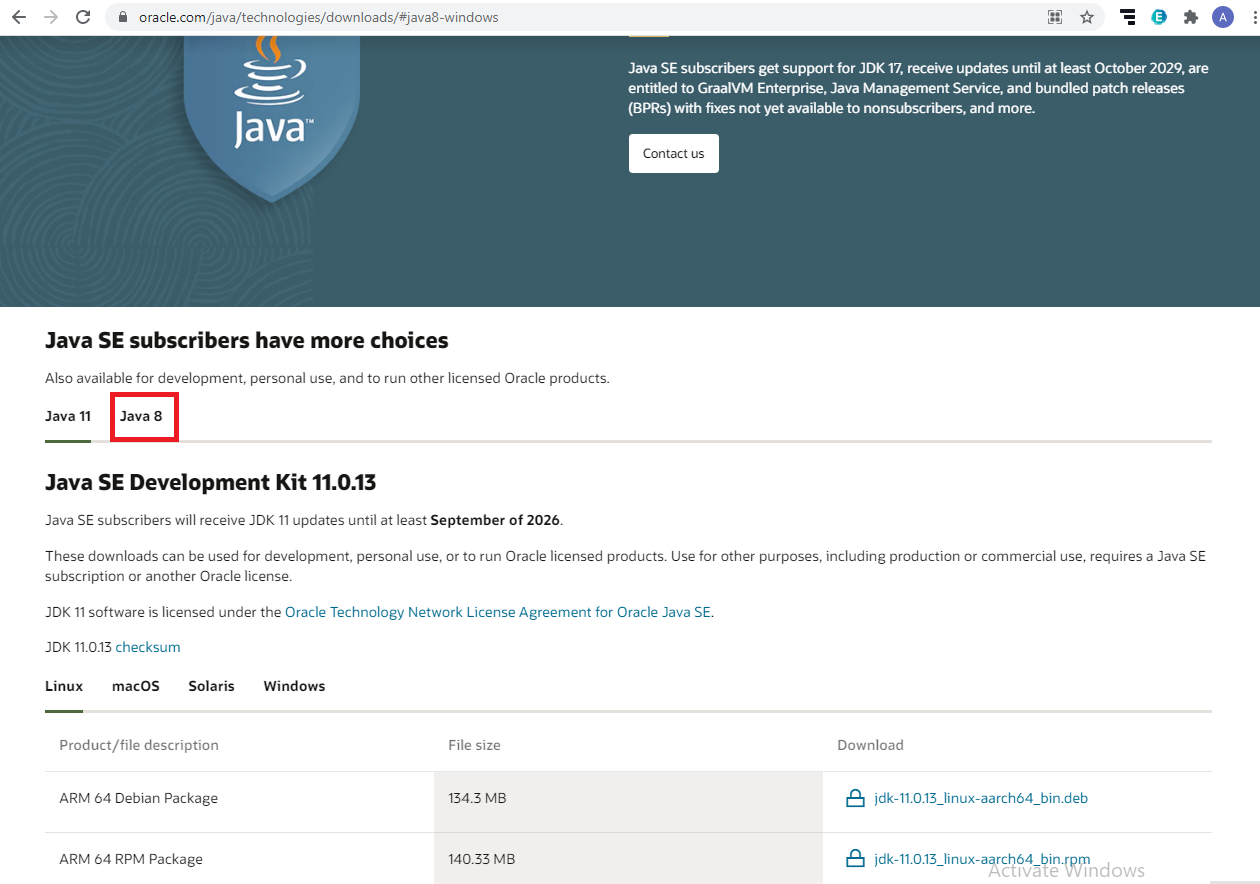 oracle.com/java/technologies/downloads/#java8-windows
E
A
Java™
Java SE subscribers get support for JDK 17, receive updates until at least October 2029, are
entitled to GraalVM Enterprise, Java Management Service, and bundled patch releases
(BPRs) with fixes not yet available to nonsubscribers, and more.
Contact us
Java SE subscribers have more choices
Also available for development, personal use, and to run other licensed Oracle products.
Java 11 Java 8
Java SE Development Kit 11.0.13
Java SE subscribers will receive JDK 11 updates until at least September of 2026.
These downloads can be used for development, personal use, or to run Oracle licensed products. Use for other purposes, including production or commercial use, requires a Java SE
subscription or another Oracle license.
JDK 11 software is licensed under the Oracle Technology Network License Agreement for Oracle Java SE.
JDK 11.0.13 checksum
Linux macOS Solaris Windows
Product/file description File size Download
ARM 64 Debian Package 134.3 MB jdk-11.0.13_linux-aarch64_bin.deb
ARM 64 RPM Package 140.33 MB jdk-11.0.13_linux-aarch64_bin.rpm
Activate Windows